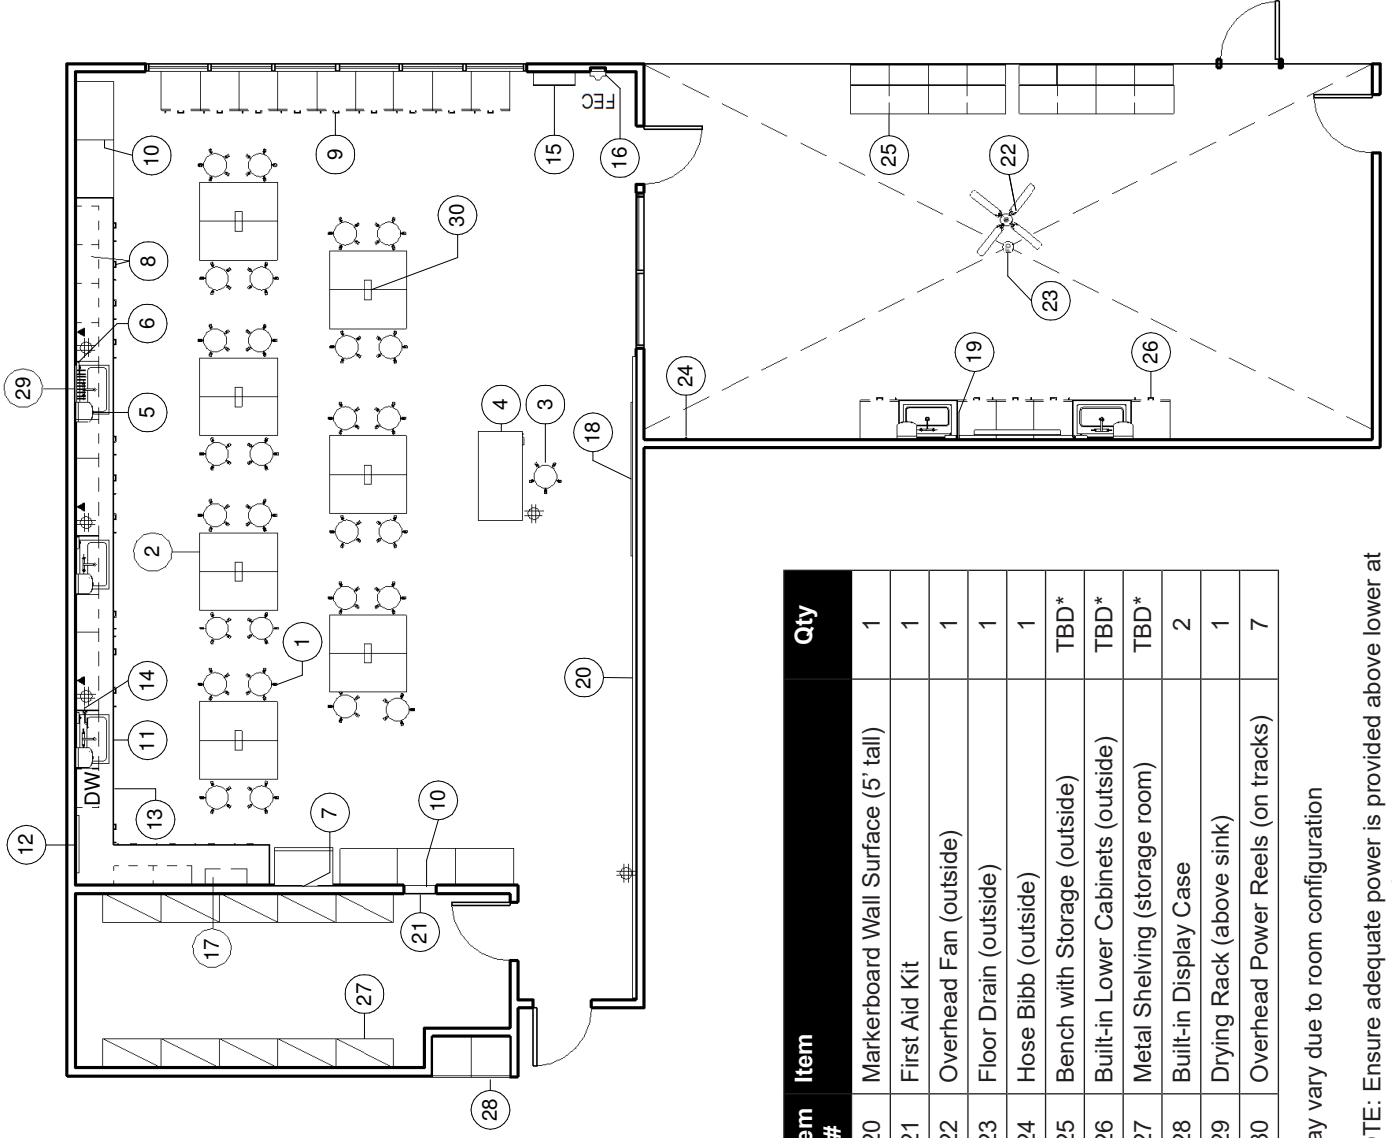 12
29
DW
13
11
14
2
5
6
8
10
17
1
7
9
27
21
10
30
28
4
3
15
20
18
FEC
16
24
25
19
22
23
26
em # Item Qty
20 Markerboard Wall Surface (5' tall) 1
21 First Aid Kit 1
22 Overhead Fan (outside) 1
23 Floor Drain (outside) 1
24 Hose Bibb (outside) 1
25 Bench with Storage (outside) TBD*
26 Built-in Lower Cabinets (outside) TBD*
27 Metal Shelving (storage room) TBD*
28 Built-in Display Case 2
29 Drying Rack (above sink) 1
30 Overhead Power Reels (on tracks) 7
ay vary due to room configuration
TE: Ensure adequate power is provided above lower at